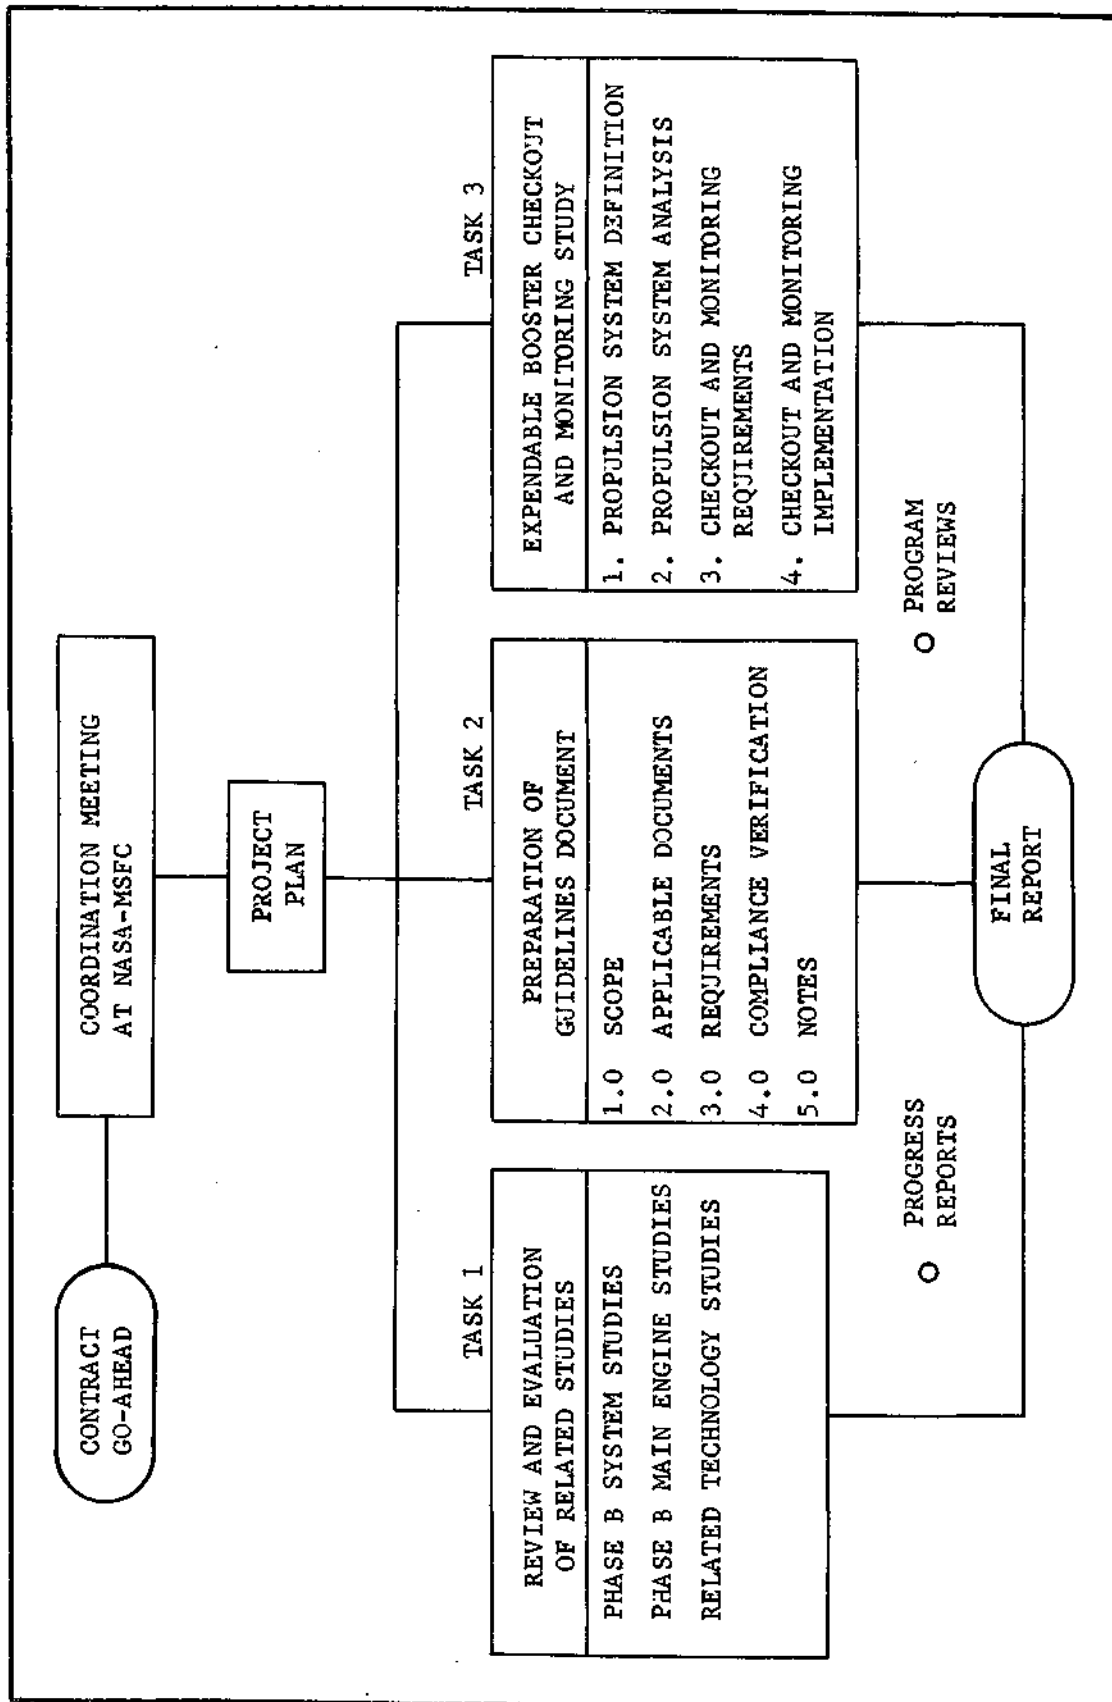 CONTRACT
GO-AHEAD
COORDINATION MEETING
AT NASA-MSFC
PROJECT
PLAN
TASK 1
REVIEW AND EVALUATION
OF RELATED STUDIES
PHASE B SYSTEM STUDIES
PHASE B MAIN ENGINE STUDIES
RELATED TECHNOLOGY STUDIES
TASK 2
PREPARATION OF
GUIDELINES DOCUMENT
1.0 SCOPE
2.0 APPLICABLE DOCUMENTS
3.0 REQUIREMENTS
4.0 COMPLIANCE VERIFICATION
5.0 NOTES
TASK 3
EXPENDABLE BOOSTER CHECKOUT
AND MONITORING STUDY
1. PROPULSION SYSTEM DEFINITION
2. PROPULSION SYSTEM ANALYSIS
3. CHECKOUT AND MONITORING
REQUIREMENTS
4. CHECKOUT AND MONITORING
IMPLEMENTATION
O PROGRESS
REPORTS
O PROGRAM
REVIEWS
FINAL
REPORT